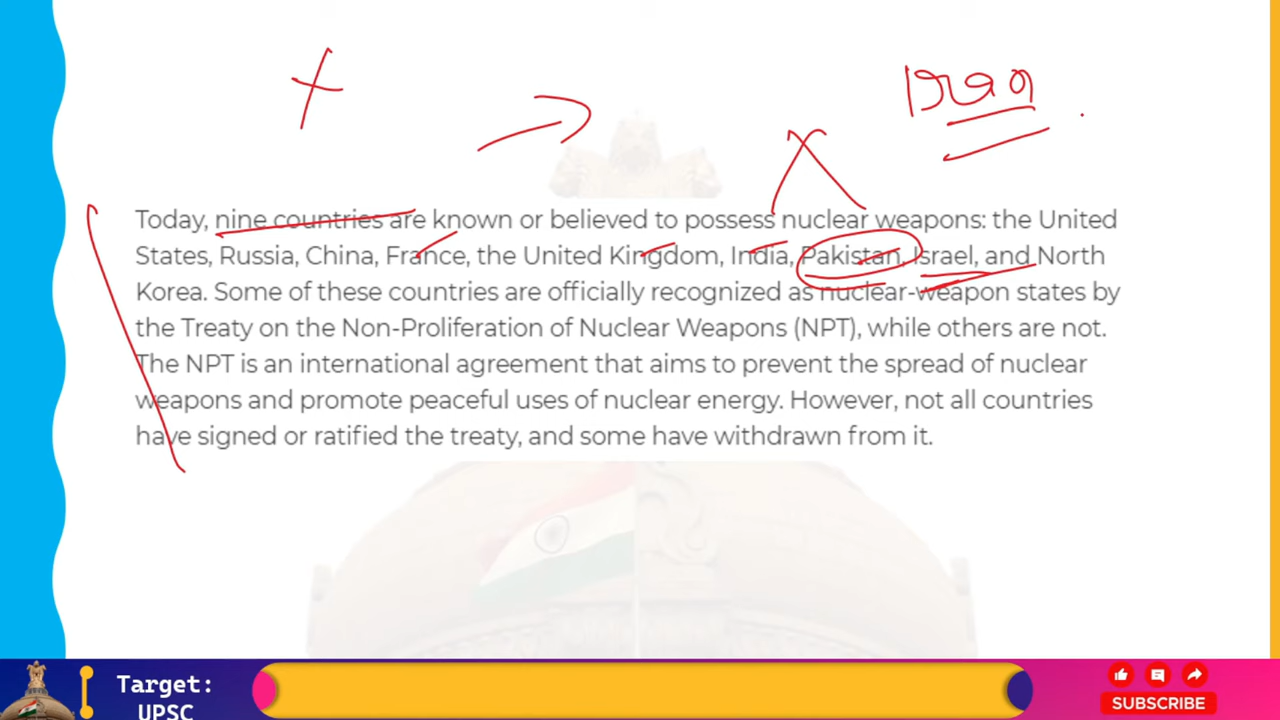 Iran
Today, nine countries are known or believed to possess nuclear weapons: the United
States, Russia, China, France, the United Kingdom, India, Pakistan, Israel, and North
Korea. Some of these countries are officially recognized as nuclear-weapon states by
the Treaty on the Non-Proliferation of Nuclear Weapons (NPT), while others are not.
The NPT is an international agreement that aims to prevent the spread of nuclear
weapons and promote peaceful uses of nuclear energy. However, not all countries
have signed or ratified the treaty, and some have withdrawn from it.
Target:
UPSC
SUBSCRIBE